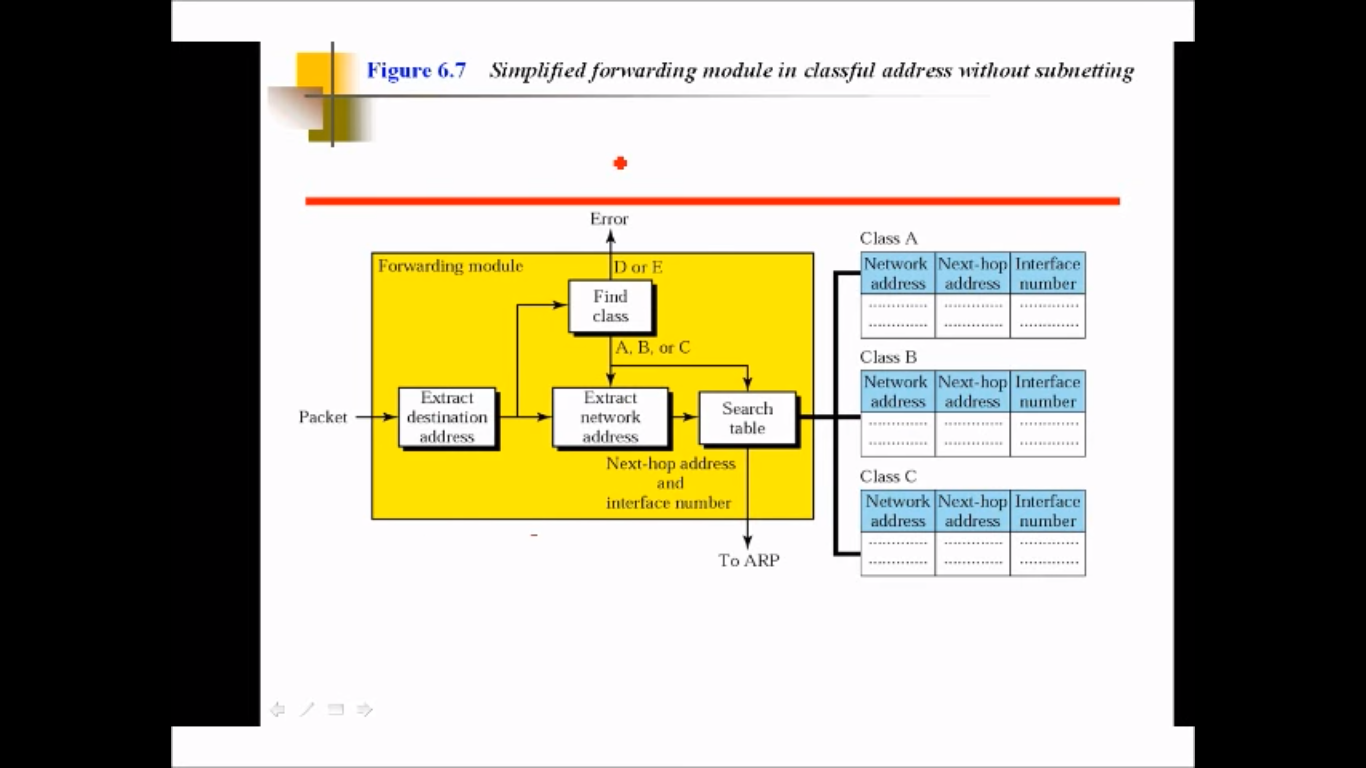 Figure 6.7 Simplified forwarding module in classful address without subnetting
Error
Forwarding module
D or E
Find
class
A, B, or C
Packet
Extract
destination
address
Extract
network
address
Search
table
Next-hop address
and
interface number
To ARP
Class A
Network address Next-hop address Interface number
Class B
Network address Next-hop address Interface number
Class C
Network address Next-hop address Interface number